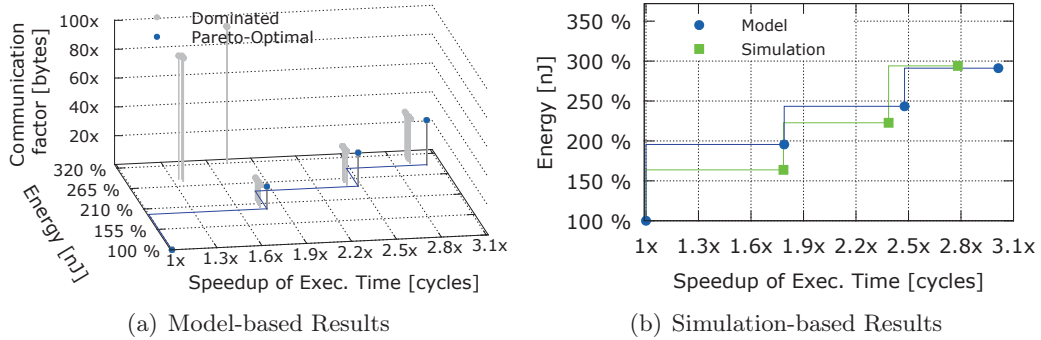 100x
80x
60x
40x
20x
Communication
factor [bytes]
Dominated
Pareto-Optimal
320 %
265 %
210 %
155 %
100 %
Energy [nJ]
1x 1.3x 1.6x 1.9x 2.2x 2.5x 2.8x 3.1x
Speedup of Exec. Time [cycles]
(a) Model-based Results
Model
Simulation
450 %
400 %
350 %
300 %
250 %
200 %
150 %
100 %
Energy [nJ]
1x 1.3x 1.6x 1.9x 2.2x 2.5x 2.8x 3.1x
Speedup of Exec. Time [cycles]
(b) Simulation-based Results